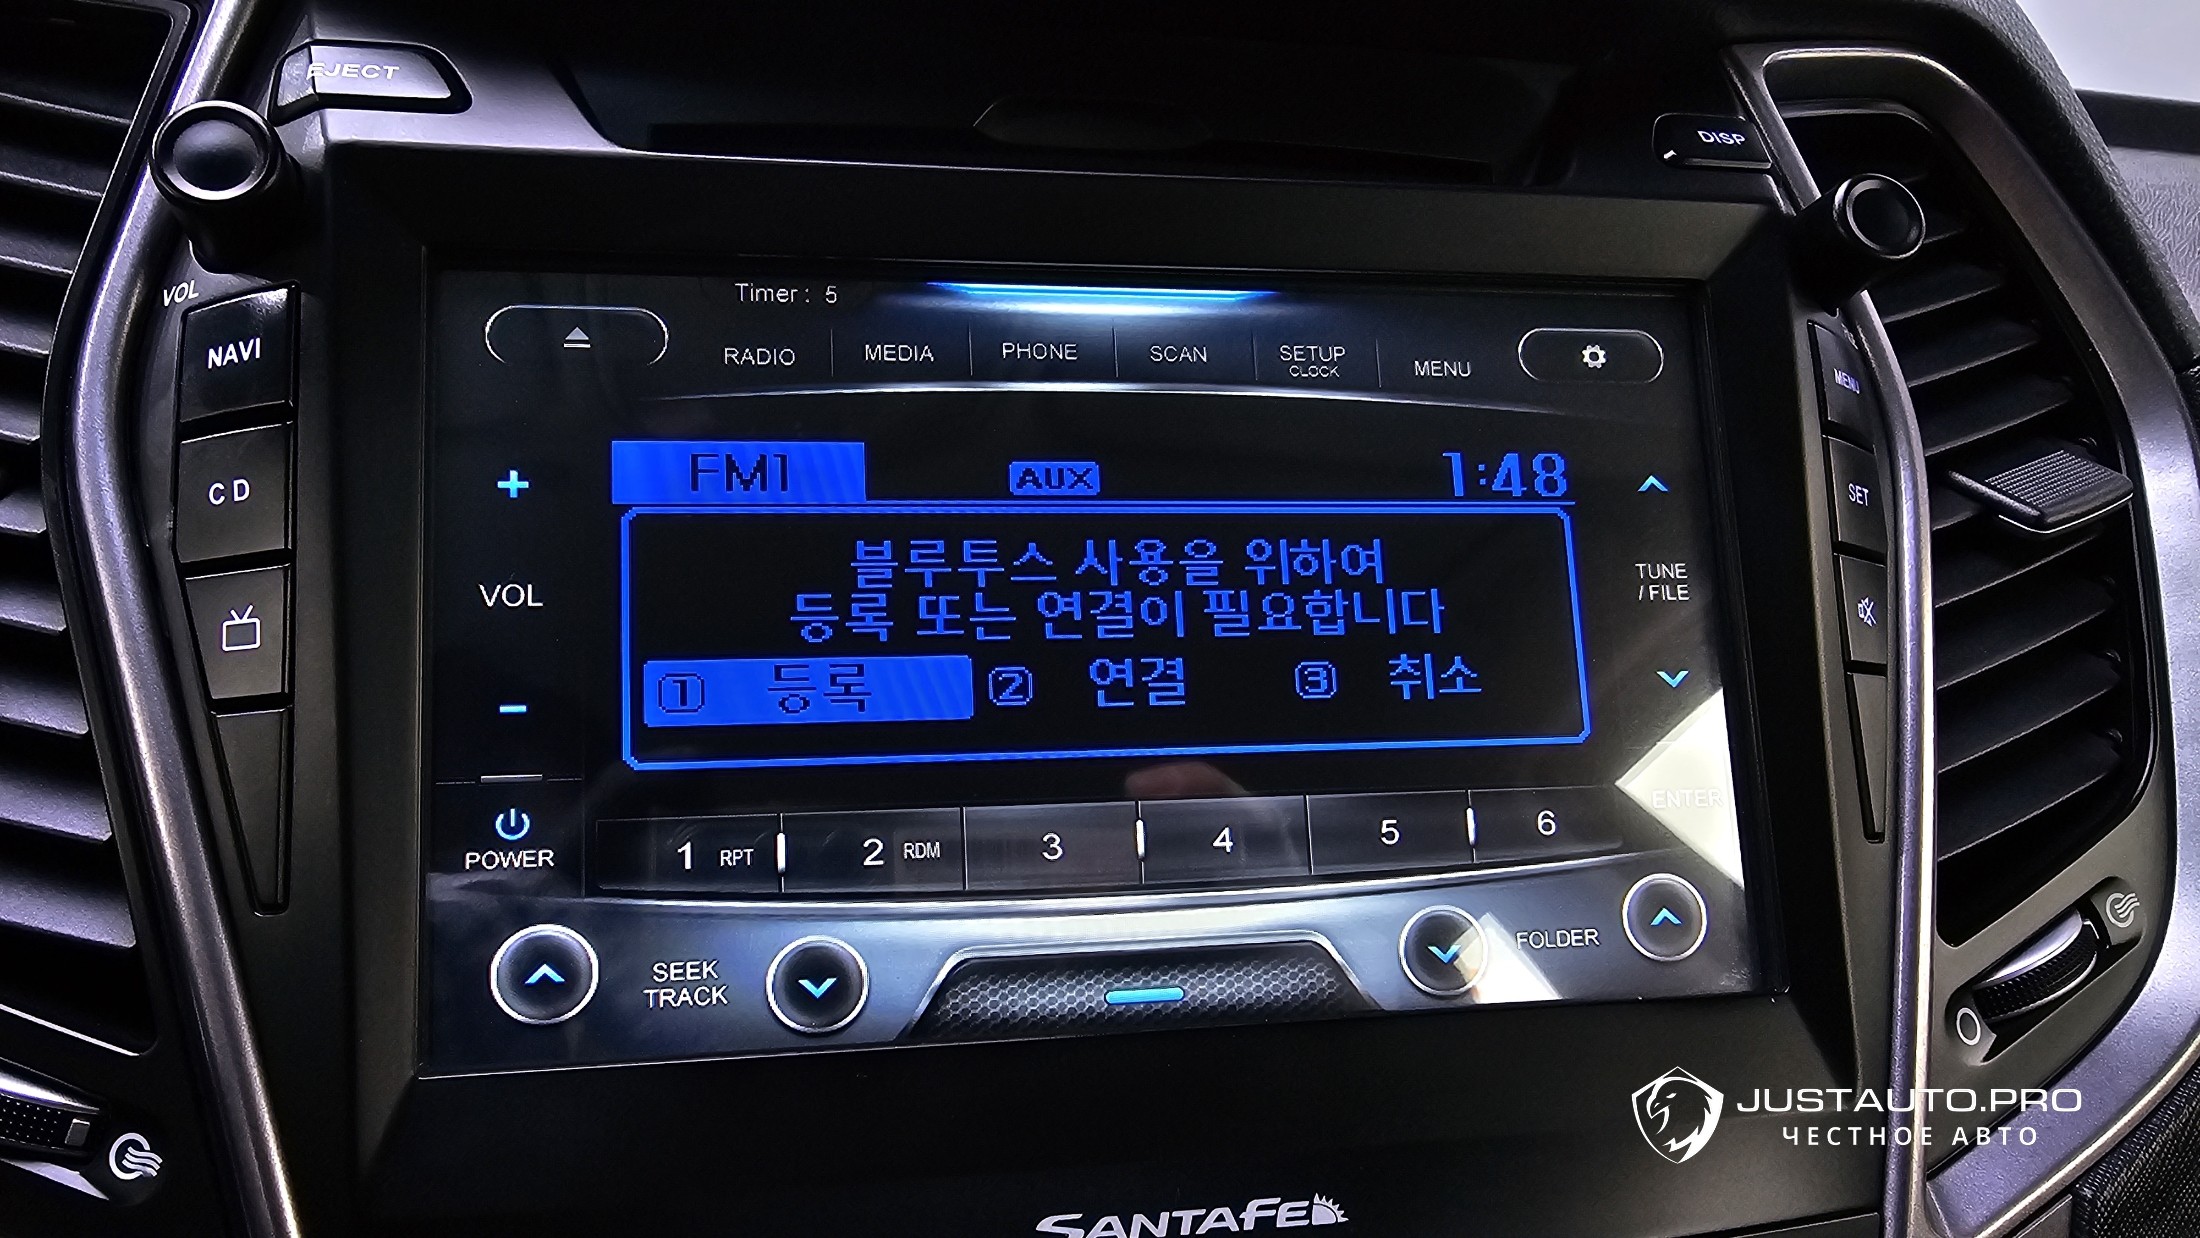 EJECT
DISP
VOL
NAVI
CD
MENU
SET
Timer: 5
RADIO
MEDIA
PHONE
SCAN
SETUP
CLOCK
MENU
FM1
AUX
1:48
블루투스 사용을 위하여
등록 또는 연결이 필요합니다
① 등록 ② 연결 ③ 취소
+
VOL
-
POWER
TUNE
/ FILE
ENTER
1 RPT
2 RDM
3
4
5
6
SEEK
TRACK
FOLDER
JUSTAUTO.PRO
ЧЕСТНОЕ АВТО
SANTAFE